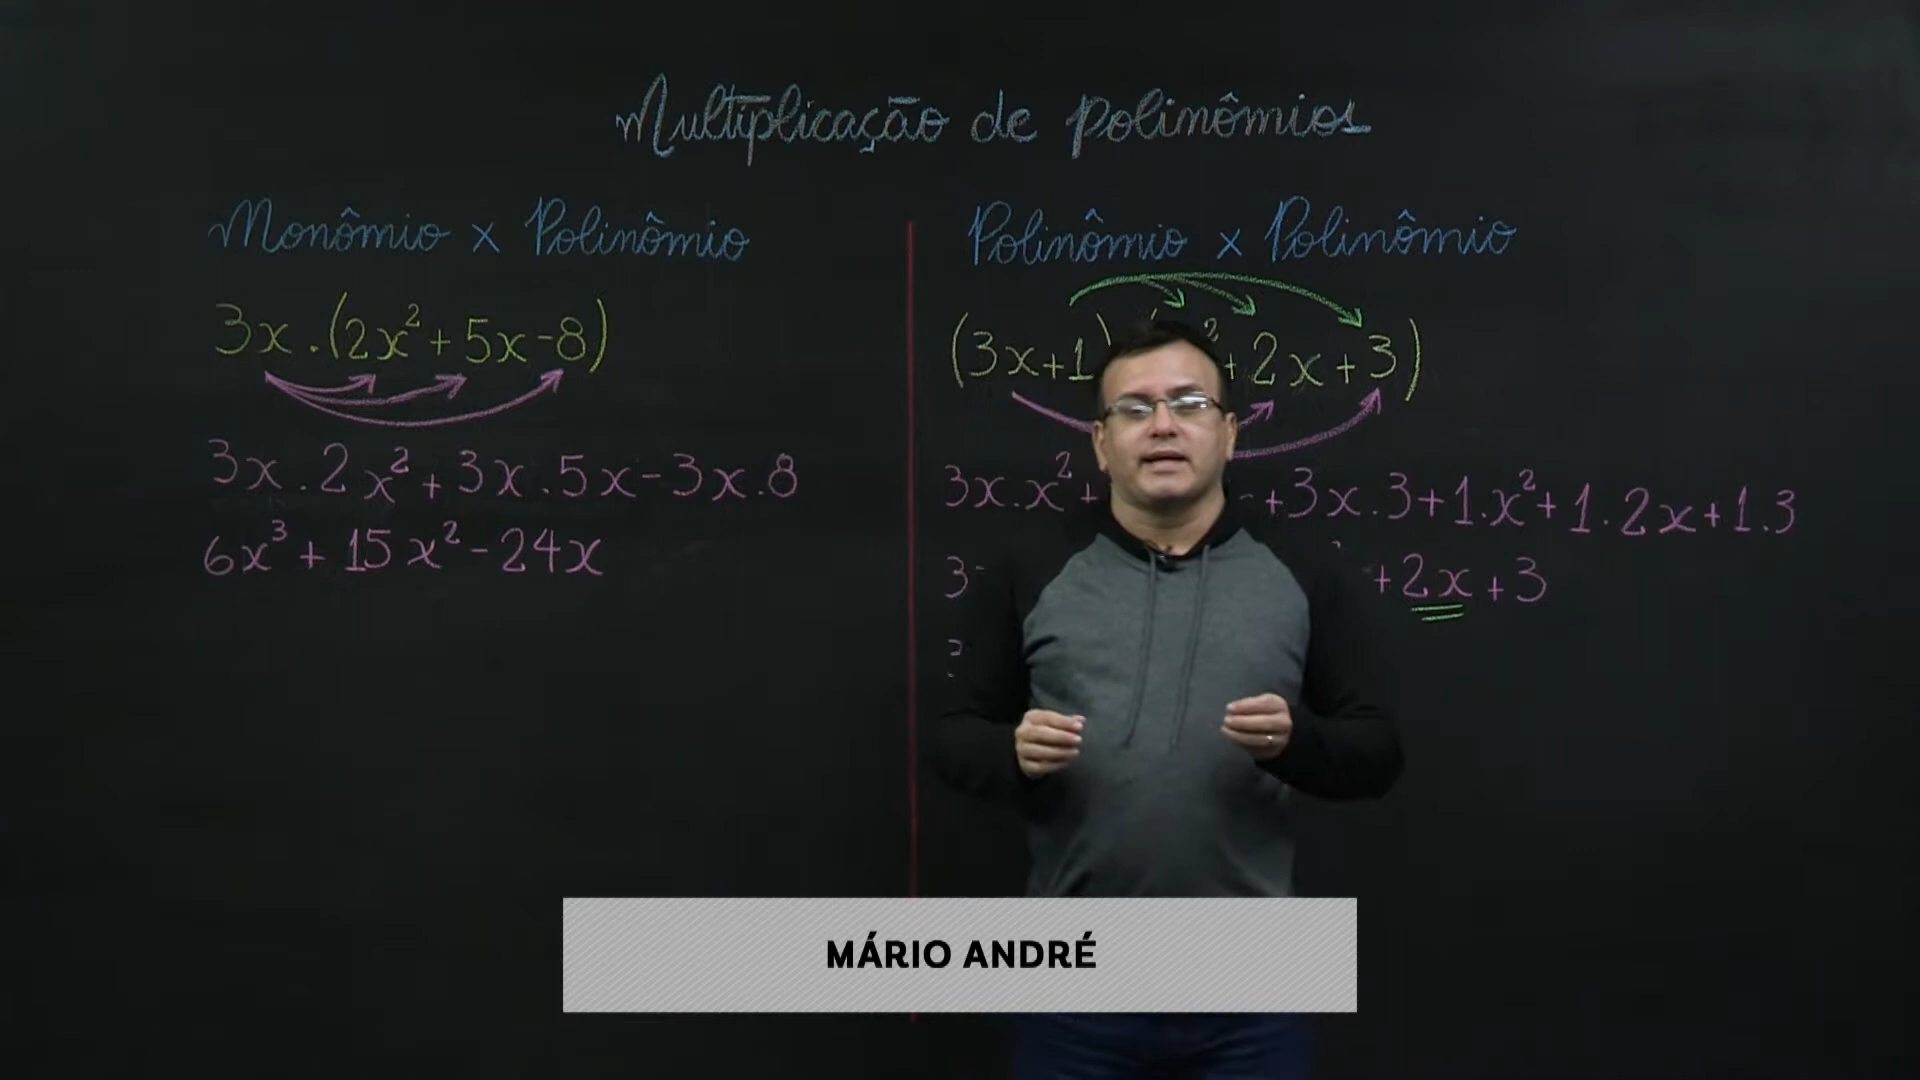 Multiplicação de polinômios
Monômio x Polinômio
3x.(2x²+5x-8)
3x.2x²+3x.5x-3x.8
6x³+15x²-24x
Polinômio x Polinômio
(3x+1) ²+2x+3)
3x.x²+ +3x.3+1.x²+1.2x+1.3
3 +2x+3
MÁRIO ANDRÉ